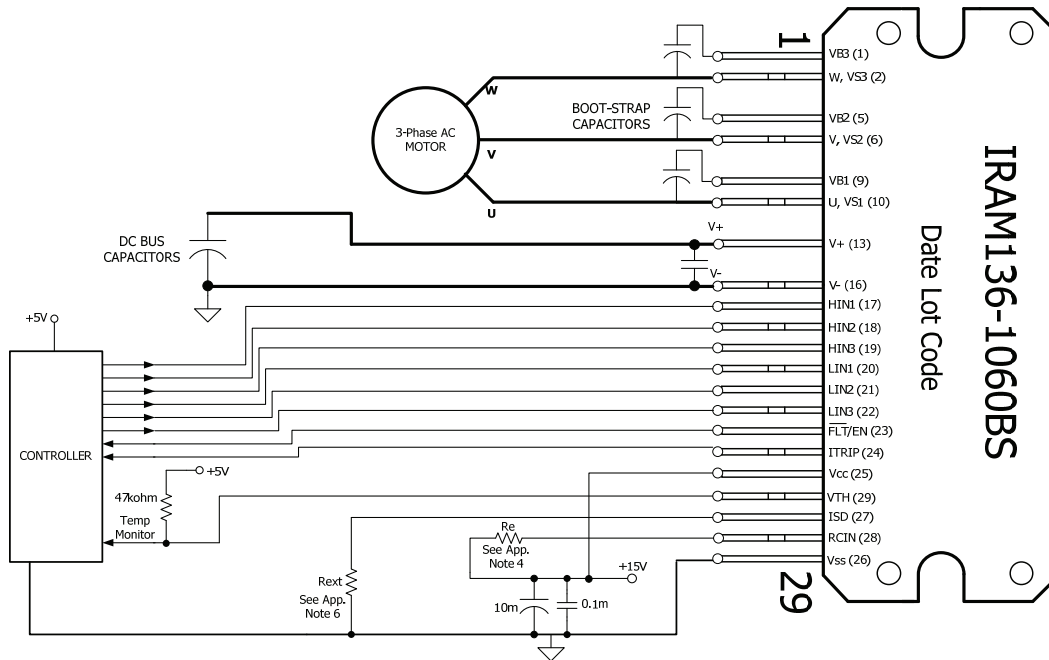 1
VB3 (1)
W, VS3 (2)
W
BOOT-STRAP
CAPACITORS
VB2 (5)
V, VS2 (6)
3-Phase AC
MOTOR
V
VB1 (9)
U, VS1 (10)
U
V+
V+ (13)
DC BUS
CAPACITORS
V-
V- (16)
HIN1 (17)
+5V
HIN2 (18)
HIN3 (19)
LIN1 (20)
LIN2 (21)
LIN3 (22)
FLT/EN (23)
CONTROLLER
ITRIP (24)
+5V
Vcc (25)
47kohm
VTH (29)
Temp
Monitor
ISD (27)
Re
See App.
Note 4
RCIN (28)
Vss (26)
+15V
Rext
See App.
Note 6
10m
0.1m
29
IRAM136-1060BS
Date Lot Code